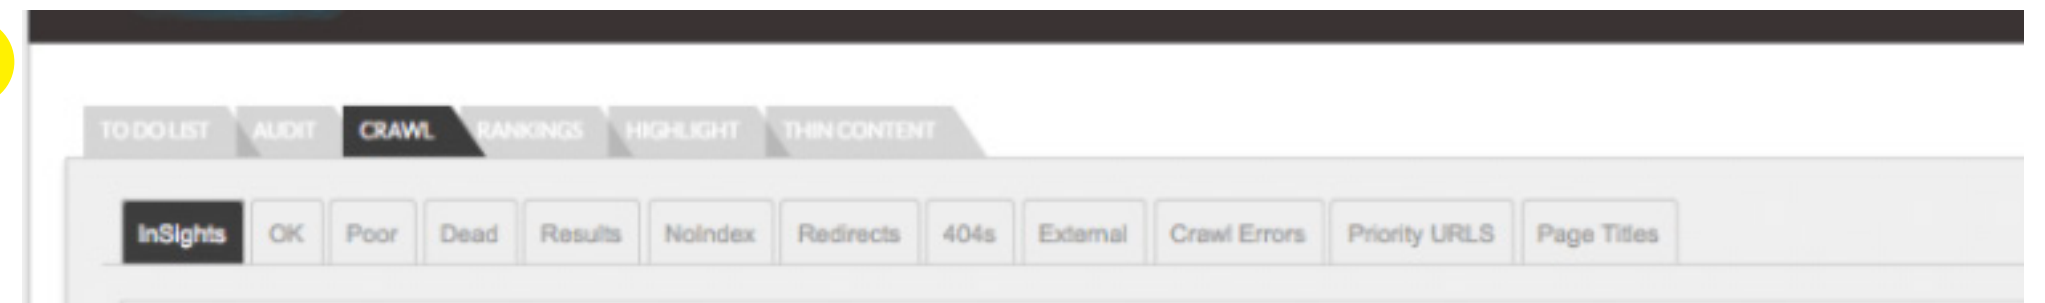 TO DO LIST AUDIT CRAWL RANKINGS HIGHLIGHT THIN CONTENT
InSIghts OK Poor Dead Results NoIndex Redirects 404s External Crawl Errors Priority URLS Page Titles